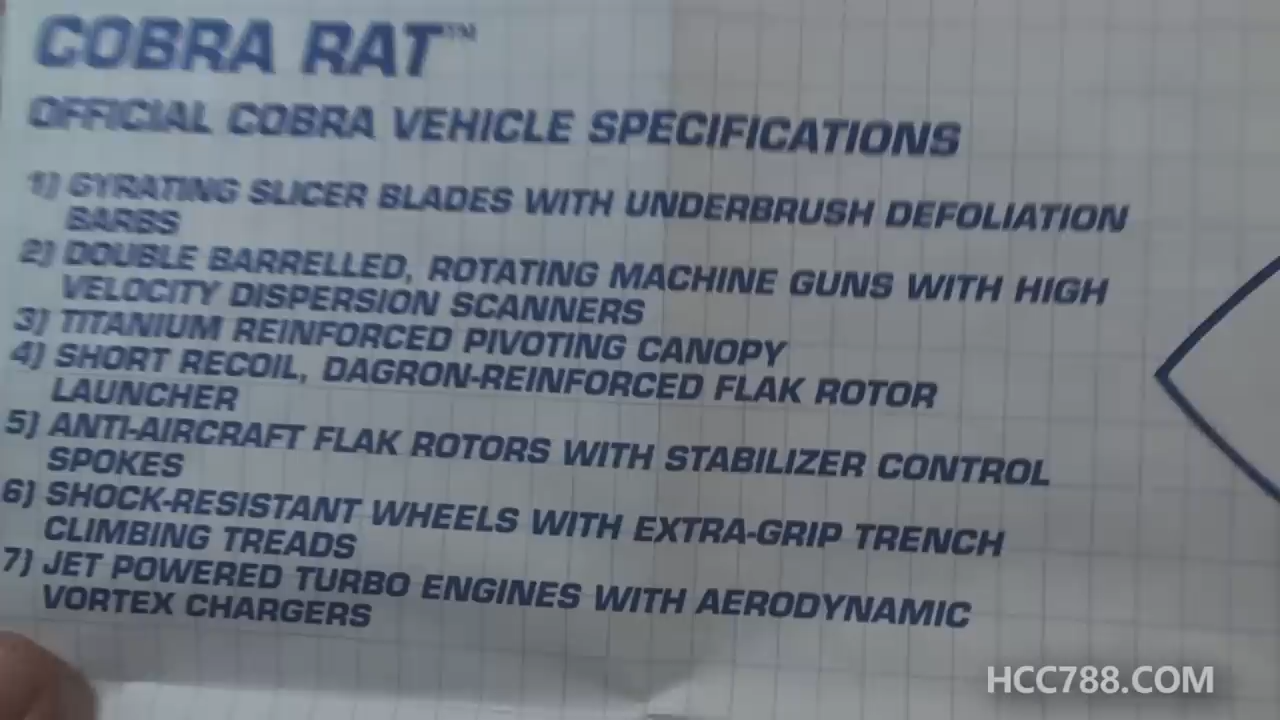 COBRA RAT™
OFFICIAL COBRA VEHICLE SPECIFICATIONS
1) GYRATING SLICER BLADES WITH UNDERBRUSH DEFOLIATION
BARBS
2) DOUBLE BARRELLED, ROTATING MACHINE GUNS WITH HIGH
VELOCITY DISPERSION SCANNERS
3) TITANIUM REINFORCED PIVOTING CANOPY
4) SHORT RECOIL, DAGRON-REINFORCED FLAK ROTOR
LAUNCHER
5) ANTI-AIRCRAFT FLAK ROTORS WITH STABILIZER CONTROL
SPOKES
6) SHOCK-RESISTANT WHEELS WITH EXTRA-GRIP TRENCH
CLIMBING TREADS
7) JET POWERED TURBO ENGINES WITH AERODYNAMIC
VORTEX CHARGERS
HCC788.COM